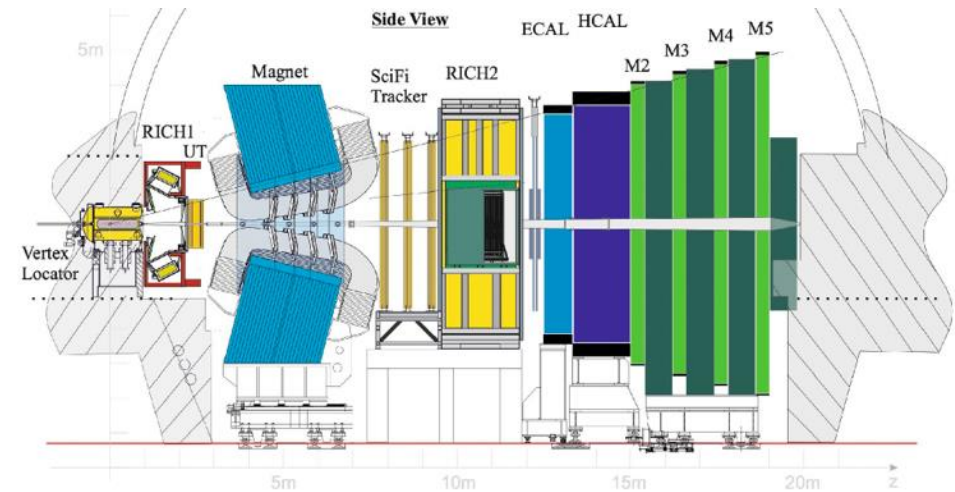 Side View
ECAL
HCAL
M5
M4
M3
M2
5m
Magnet
SciFi
Tracker
RICH2
RICH1
UT
Vertex
Locator
5m
10m
15m
20m
z